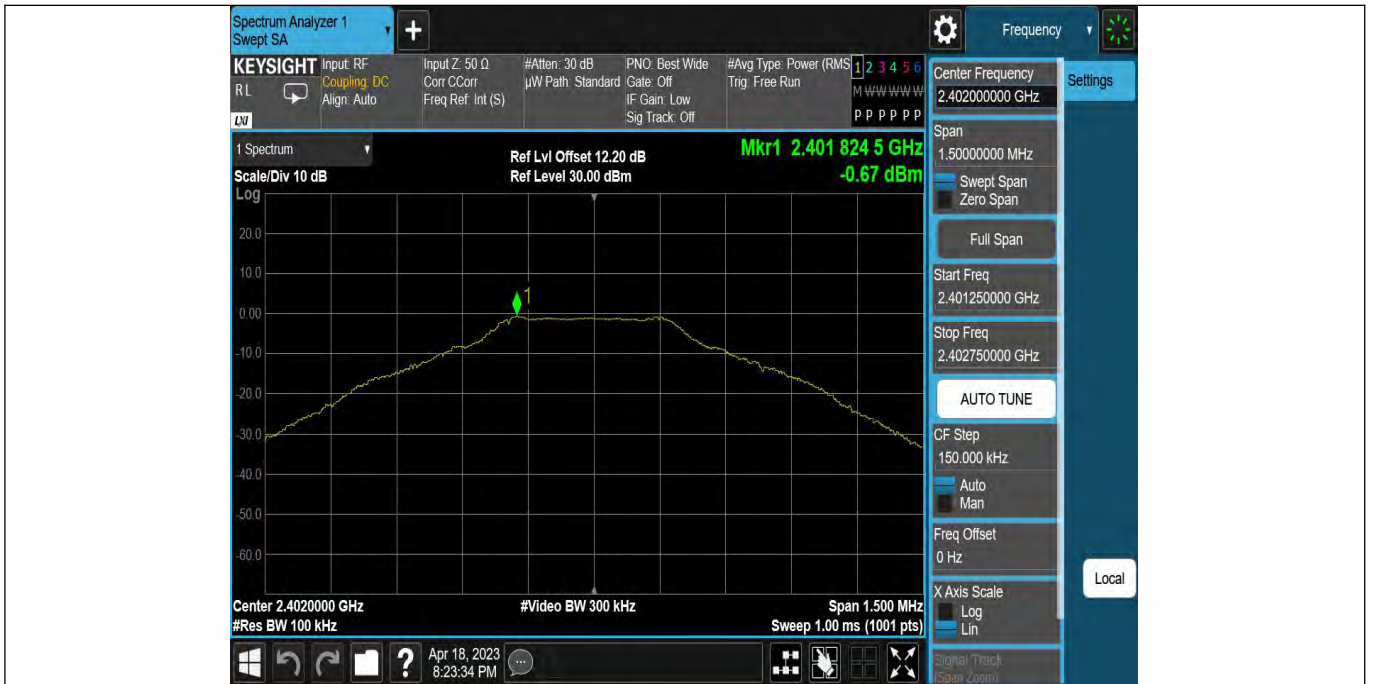 Spectrum Analyzer 1
Swept SA
Frequency
KEYSIGHT
RL
LXI
Input: RF
Coupling: DC
Align: Auto
Input Z: 50 Ω
Corr CCorr
Freq Ref: Int (S)
#Atten: 30 dB
µW Path: Standard
PNO: Best Wide
Gate: Off
IF Gain: Low
Sig Track: Off
#Avg Type: Power (RMS
Trig: Free Run
1 2 3 4 5 6
M W W W W W
P P P P P P
1 Spectrum
Scale/Div 10 dB
Log
Ref Lvl Offset 12.20 dB
Ref Level 30.00 dBm
Mkr1 2.401 824 5 GHz
-0.67 dBm
20.0
10.0
0.00
-10.0
-20.0
-30.0
-40.0
-50.0
-60.0
1
Center 2.4020000 GHz
#Res BW 100 kHz
#Video BW 300 kHz
Span 1.500 MHz
Sweep 1.00 ms (1001 pts)
Center Frequency
2.402000000 GHz
Settings
Span
1.50000000 MHz
Swept Span
Zero Span
Full Span
Start Freq
2.401250000 GHz
Stop Freq
2.402750000 GHz
AUTO TUNE
CF Step
150.000 kHz
Auto
Man
Freq Offset
0 Hz
X Axis Scale
Log
Lin
Signal Track
(Span Zoom)
Local
?
Apr 18, 2023
8:23:34 PM